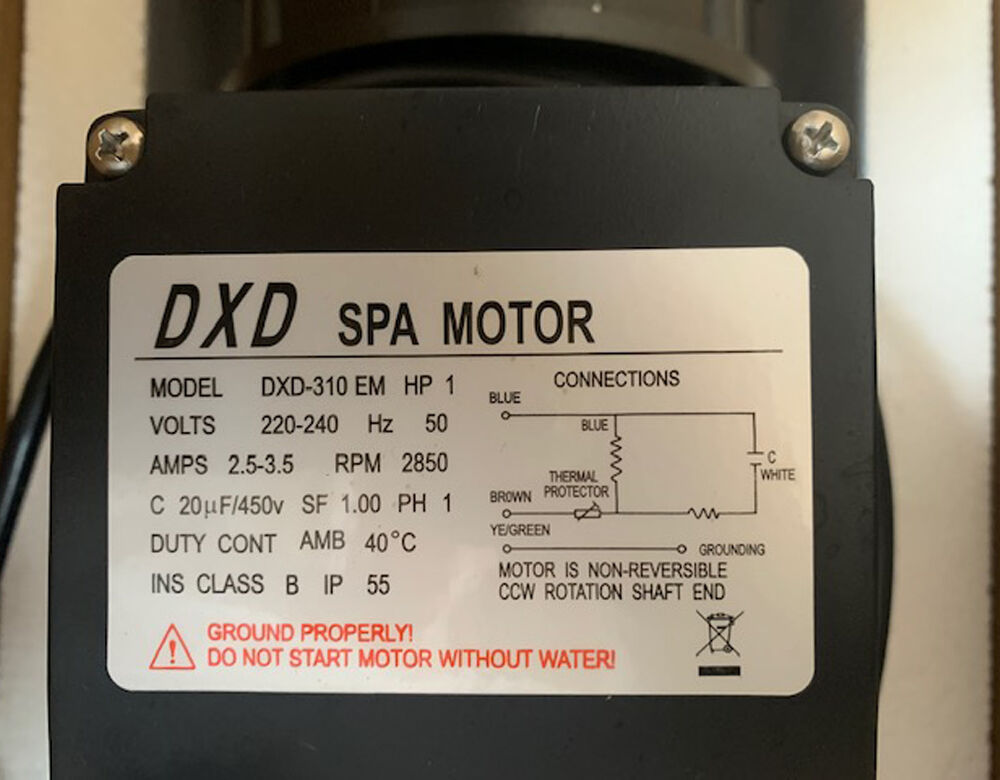 DXD SPA MOTOR
MODEL DXD-310 EM HP 1
VOLTS 220-240 Hz 50
AMPS 2.5-3.5 RPM 2850
C 20μF/450v SF 1.00 PH 1
DUTY CONT AMB 40°C
INS CLASS B IP 55
CONNECTIONS
BLUE
BLUE
C
WHITE
THERMAL
PROTECTOR
BROWN
YE/GREEN
GROUNDING
MOTOR IS NON-REVERSIBLE
CCW ROTATION SHAFT END
GROUND PROPERLY!
DO NOT START MOTOR WITHOUT WATER!